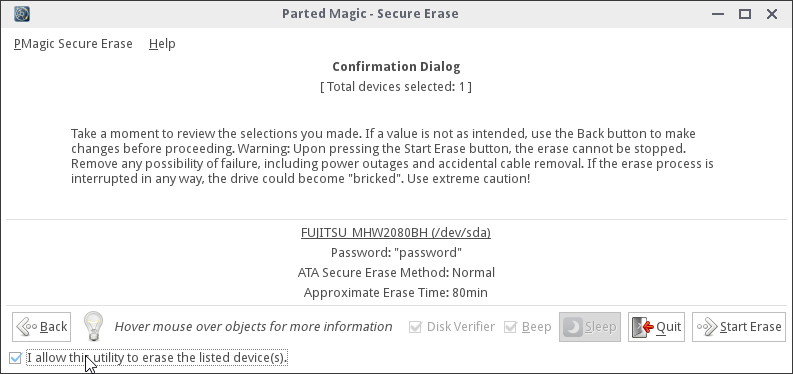 Parted Magic - Secure Erase
PMagic Secure Erase Help
Confirmation Dialog
[ Total devices selected: 1 ]
Take a moment to review the selections you made. If a value is not as intended, use the Back button to make
changes before proceeding. Warning: Upon pressing the Start Erase button, the erase cannot be stopped.
Remove any possibility of failure, including power outages and accidental cable removal. If the erase process is
interrupted in any way, the drive could become "bricked". Use extreme caution!
FUJITSU MHW2080BH (/dev/sda)
Password: "password"
ATA Secure Erase Method: Normal
Approximate Erase Time: 80min
Back Hover mouse over objects for more information Disk Verifier Beep Sleep Quit Start Erase
I allow this utility to erase the listed device(s).